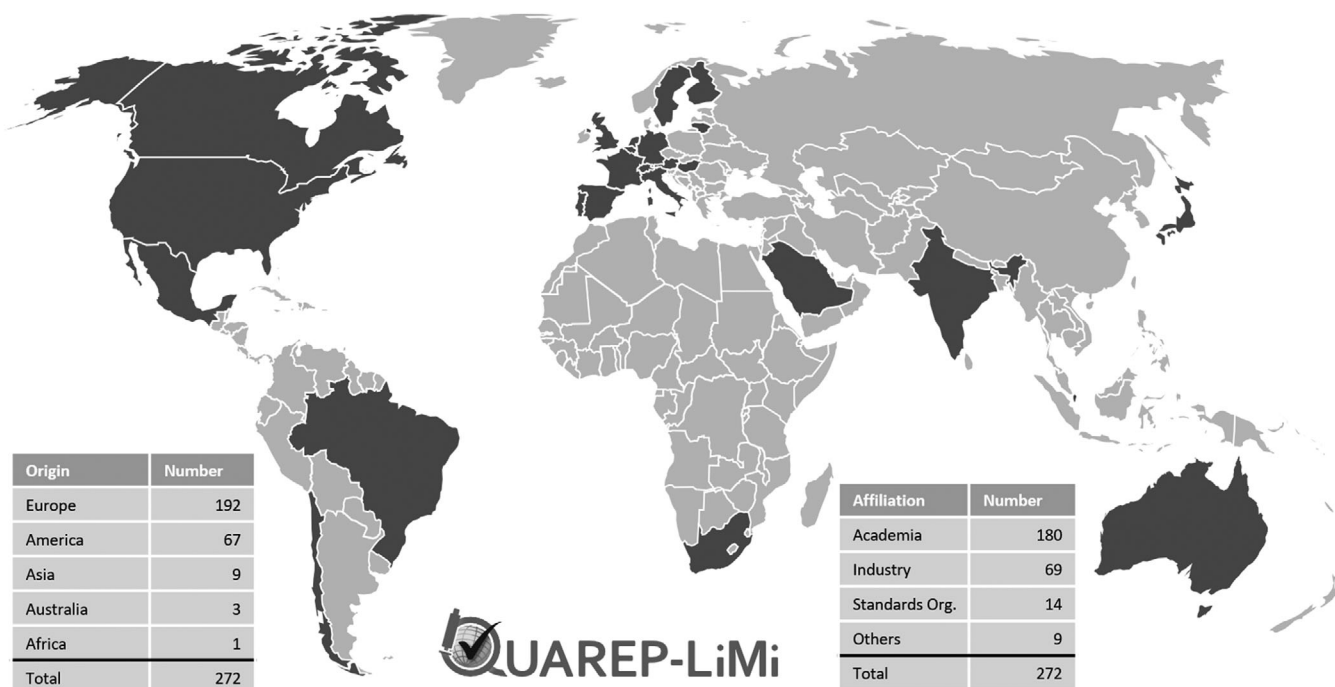 Origin Number
Europe 192
America 67
Asia 9
Australia 3
Africa 1
Total 272
QUAREP-LiMi
Affiliation Number
Academia 180
Industry 69
Standards Org. 14
Others 9
Total 272